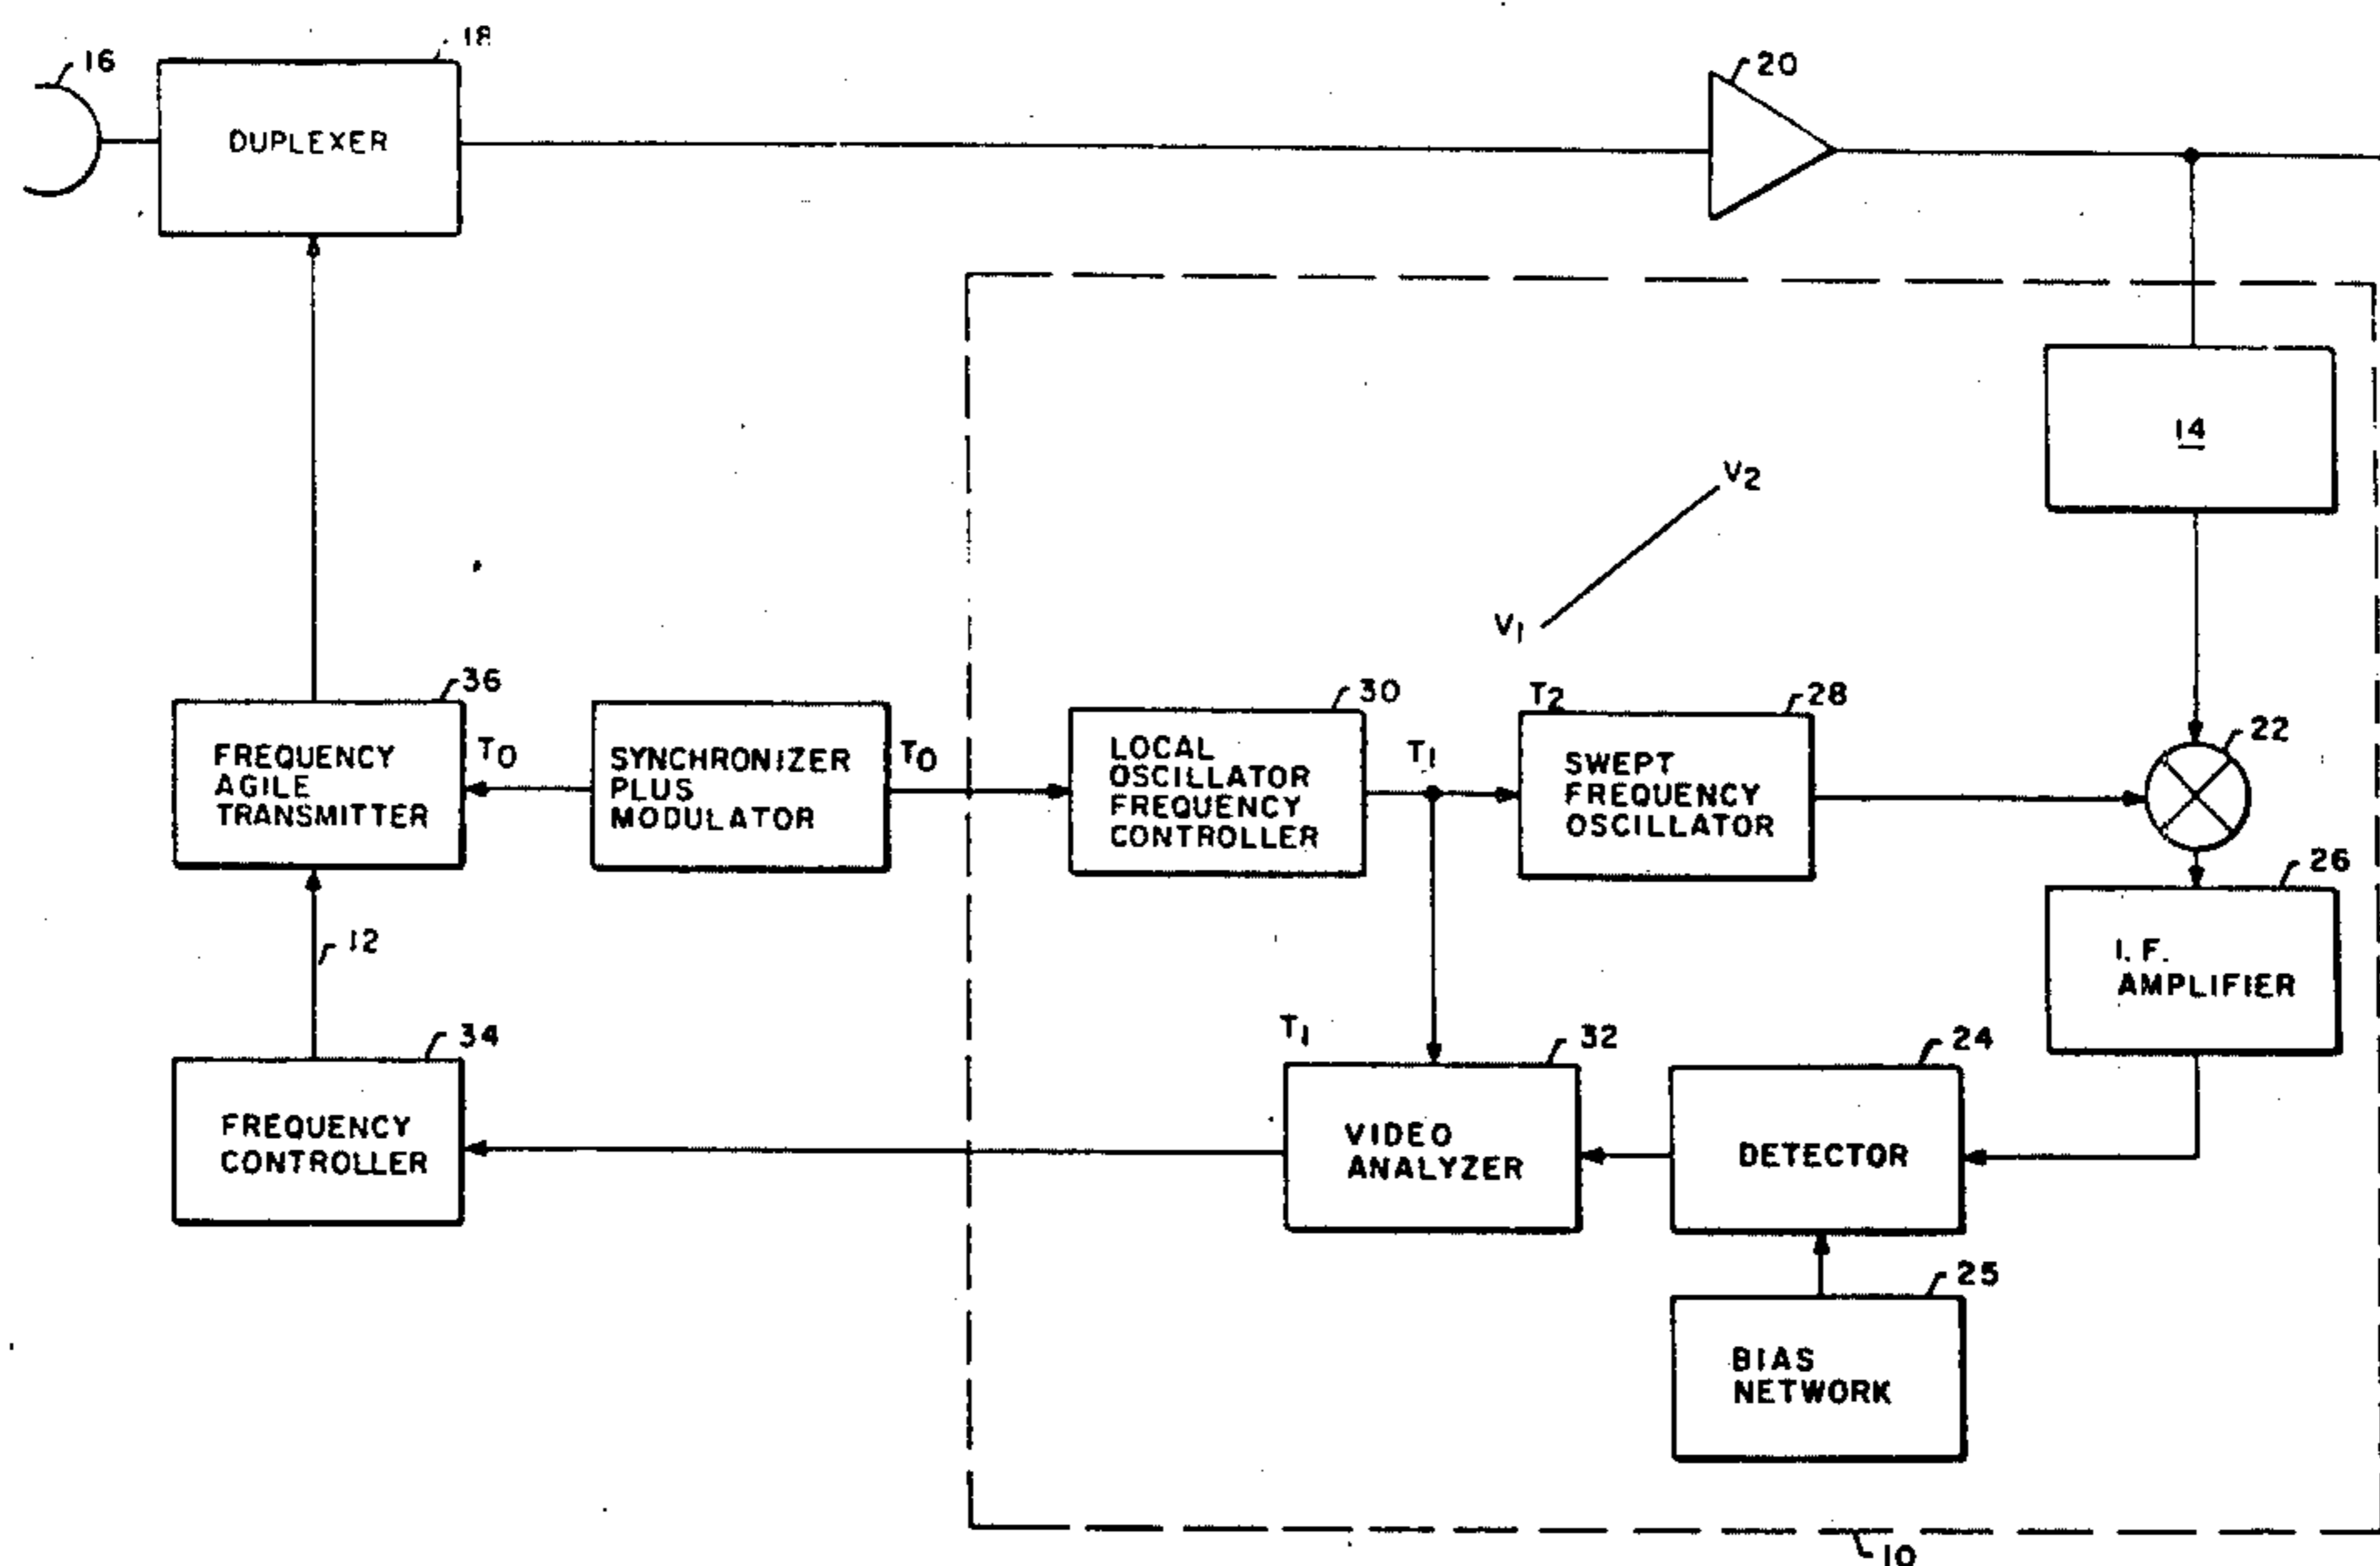 16
18
DUPLEXER
20
14
V2
V1
36
FREQUENCY
AGILE
TRANSMITTER
T0
SYNCHRONIZER
PLUS
MODULATOR
T0
30
LOCAL
OSCILLATOR
FREQUENCY
CONTROLLER
T1
T2
28
SWEPT
FREQUENCY
OSCILLATOR
22
26
I. F.
AMPLIFIER
12
34
FREQUENCY
CONTROLLER
T1
32
VIDEO
ANALYZER
24
DETECTOR
25
BIAS
NETWORK
10